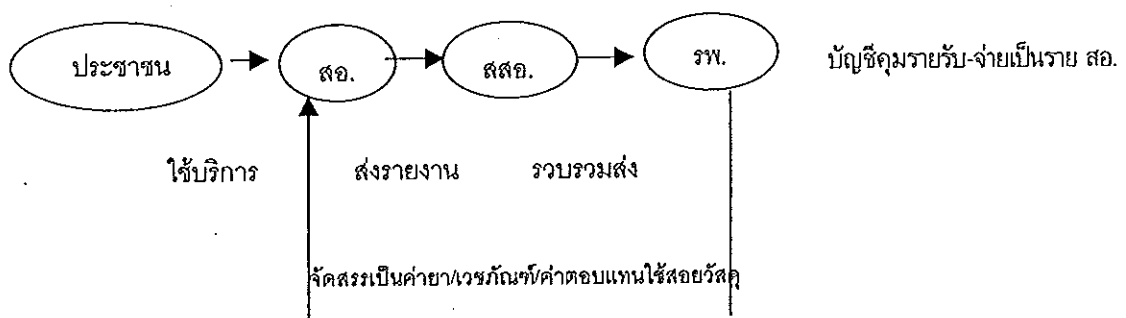 ประชาชน สอ. สสอ. รพ. บัญชีคุมรายรับ-จ่ายเป็นราย สอ.
ใช้บริการ ส่งรายงาน รวบรวมส่ง
จัดสรรเป็นค่ายา/เวชภัณฑ์/ค่าตอบแทนใช้สอยวัสดุ